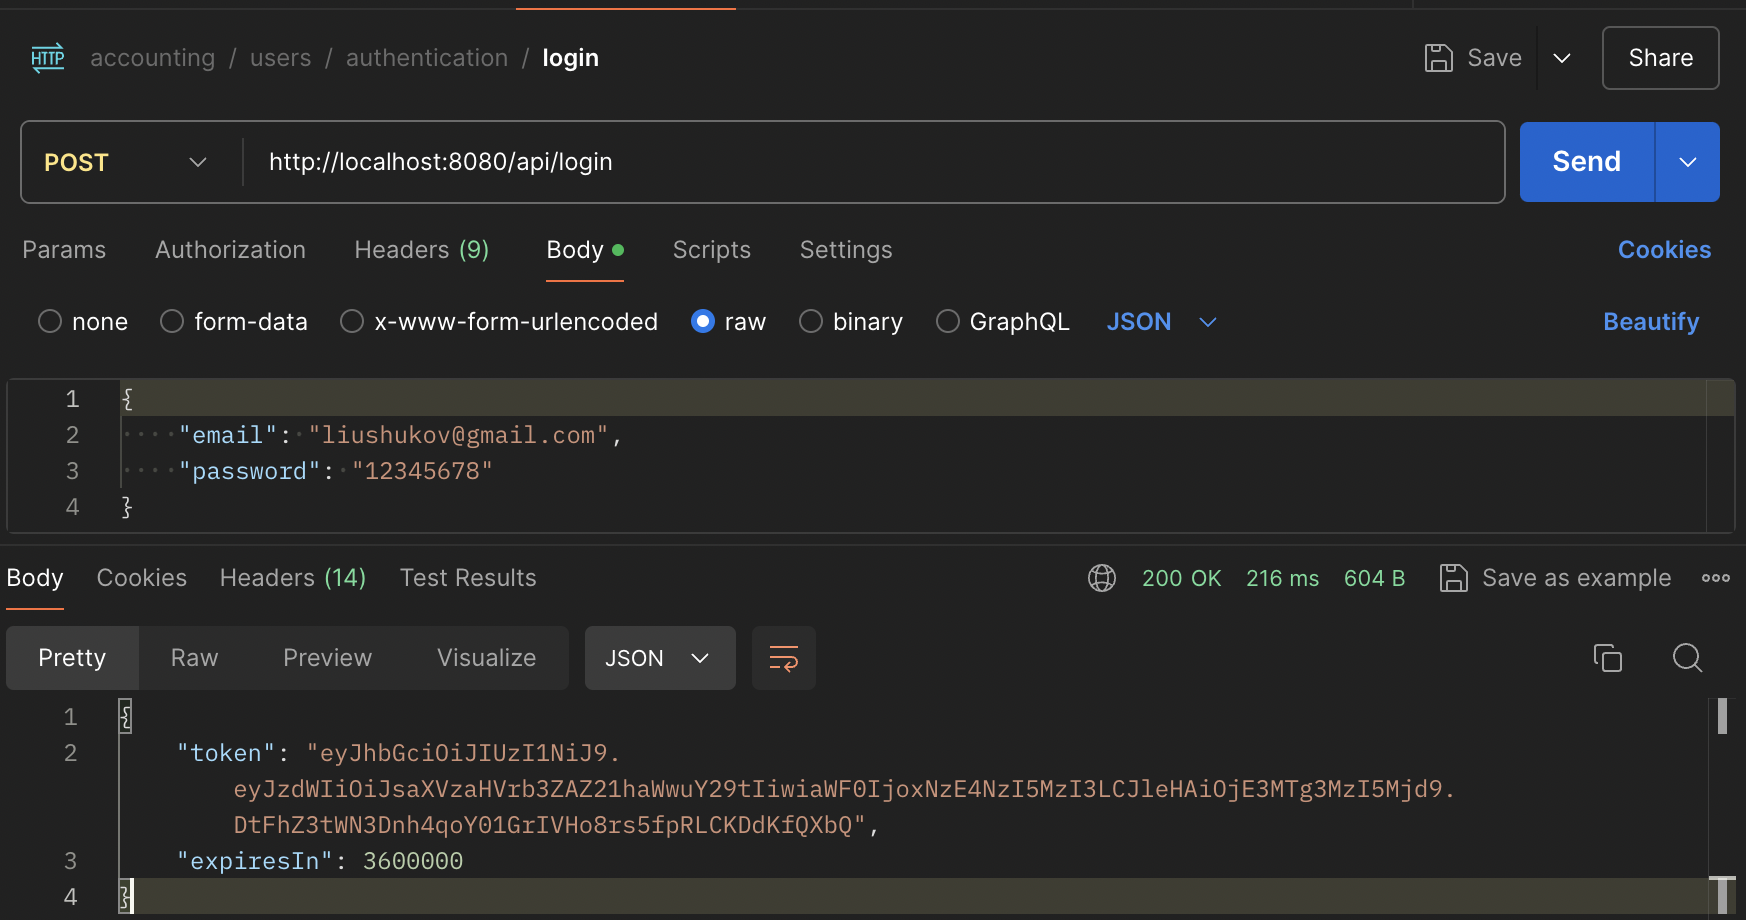 HTTP accounting / users / authentication / login Save Share
POST http://localhost:8080/api/login Send
Params Authorization Headers (9) Body Scripts Settings Cookies
none form-data x-www-form-urlencoded raw binary GraphQL JSON Beautify
1 {
2 "email": "liushukov@gmail.com",
3 "password": "12345678"
4 }
Body Cookies Headers (14) Test Results 200 OK 216 ms 604 B Save as example
Pretty Raw Preview Visualize JSON
1 {
2 "token": "eyJhbGciOiJIUzI1NiJ9.
eyJzdWIiOiJsaXVzaHVrb3ZAZ21haWwuY29tIiwiaWF0IjoxNzE4NzI5MzI3LCJleHAiOjE3MTg3MzI5Mjd9.
DtFhZ3tWN3Dnh4qoY01GrIVHo8rs5fpRLCKDdKfQXbQ",
3 "expiresIn": 3600000
4 }